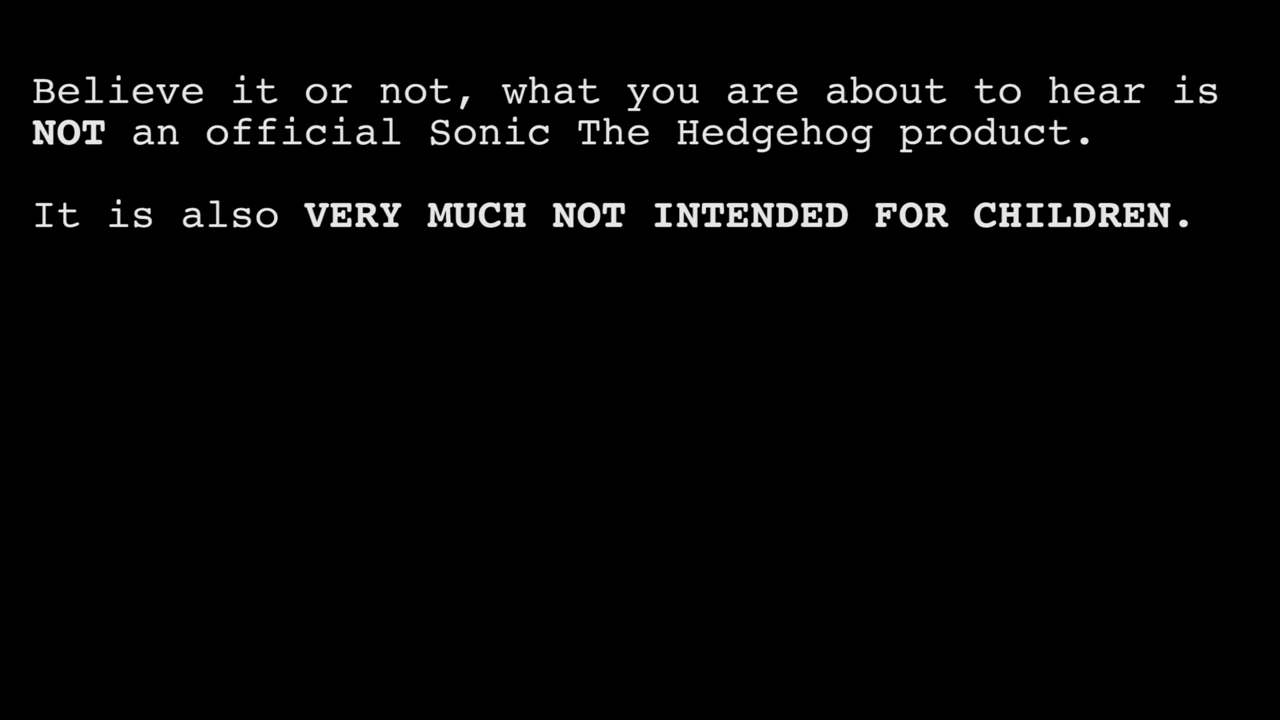 Believe it or not, what you are about to hear is
NOT an official Sonic The Hedgehog product.
It is also VERY MUCH NOT INTENDED FOR CHILDREN.